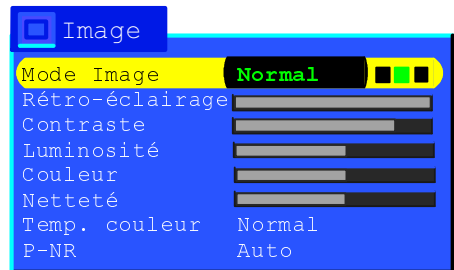 Image
Mode Image Normal
Rétro-éclairage
Contraste
Luminosité
Couleur
Netteté
Temp. couleur Normal
P-NR Auto